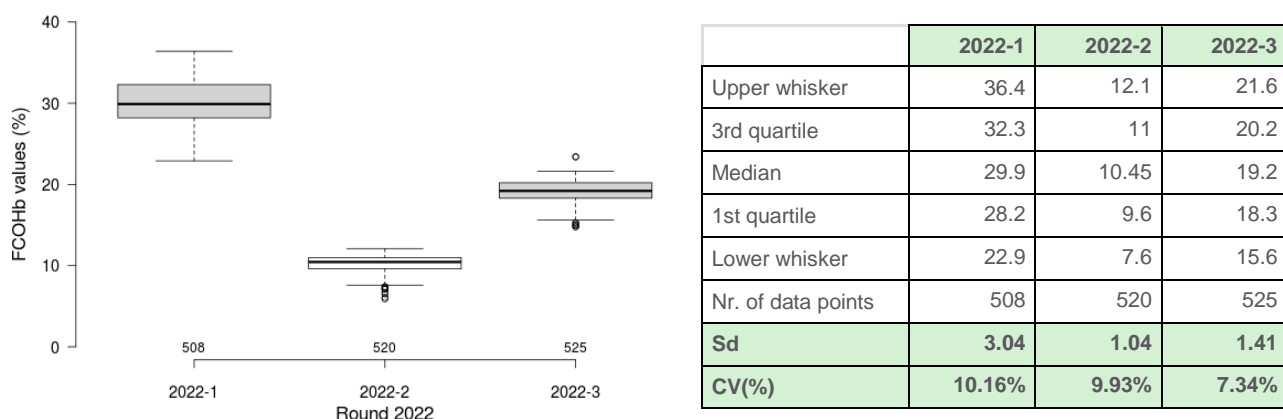 40
30
20
10
0
FCOHb values (%)
508 520 525
2022-1 2022-2 2022-3
Round 2022
2022-1 2022-2 2022-3
Upper whisker 36.4 12.1 21.6
3rd quartile 32.3 11 20.2
Median 29.9 10.45 19.2
1st quartile 28.2 9.6 18.3
Lower whisker 22.9 7.6 15.6
Nr. of data points 508 520 525
Sd 3.04 1.04 1.41
CV(%) 10.16% 9.93% 7.34%